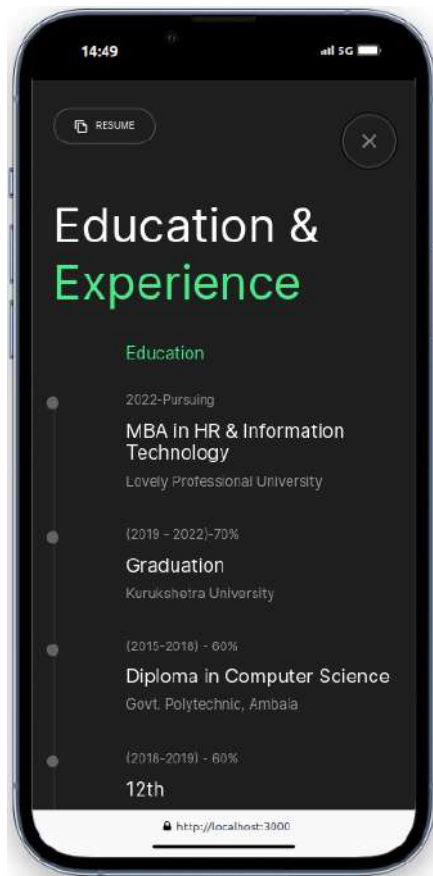 14:49
5G
RESUME
Education &
Experience
Education
2022-Pursuing
MBA in HR & Information
Technology
Lovely Professional University
(2019 - 2022)-70%
Graduation
Kurukshetra University
(2015-2018) - 60%
Diploma in Computer Science
Govt. Polytechnic, Ambala
(2018-2019) - 60%
12th
http://localhost:3000